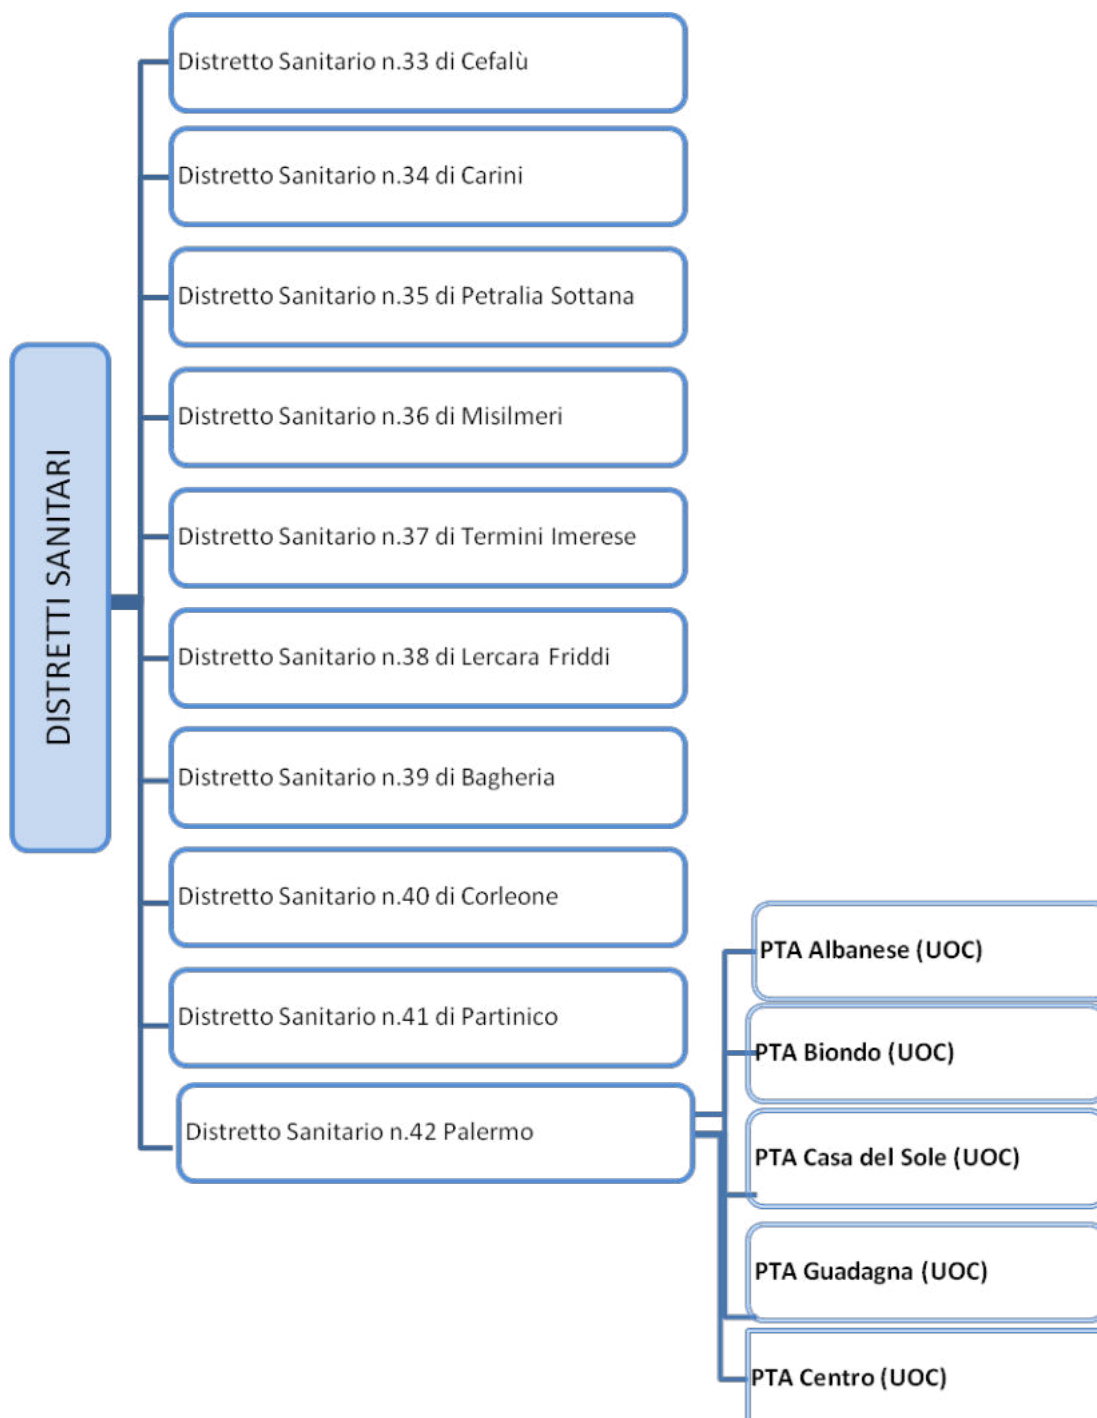 Distretto Sanitario n.33 di Cefalù
Distretto Sanitario n.34 di Carini
Distretto Sanitario n.35 di Petralia Sottana
Distretto Sanitario n.36 di Misilmeri
DISTRETTI SANITARI
Distretto Sanitario n.37 di Termini Imerese
Distretto Sanitario n.38 di Lercara Friddi
Distretto Sanitario n.39 di Bagheria
Distretto Sanitario n.40 di Corleone
Distretto Sanitario n.41 di Partinico
Distretto Sanitario n.42 Palermo
PTA Albanese (UOC)
PTA Biondo (UOC)
PTA Casa del Sole (UOC)
PTA Guadagna (UOC)
PTA Centro (UOC)